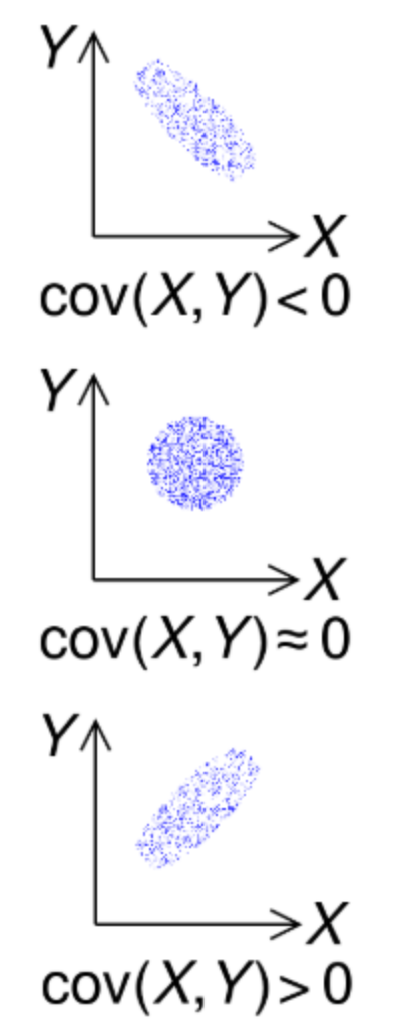 Y
X
cov(X, Y) < 0
Y
X
cov(X, Y) ≈ 0
Y
X
cov(X, Y) > 0